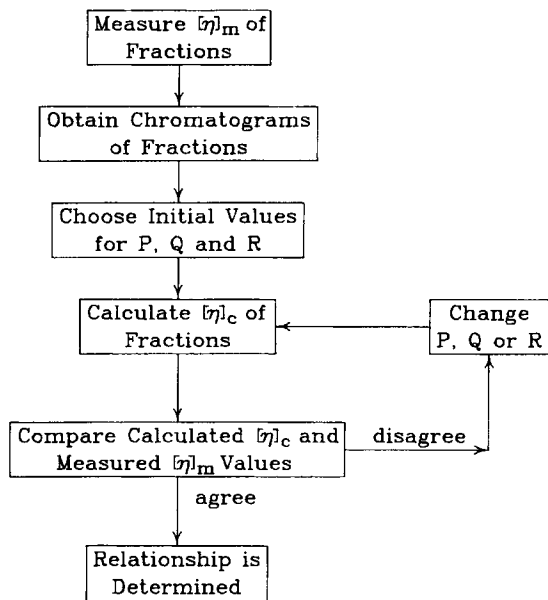 Measure [η]m of
Fractions
Obtain Chromatograms
of Fractions
Choose Initial Values
for P, Q and R
Calculate [η]c of
Fractions
Change
P, Q or R
Compare Calculated [η]c and
Measured [η]m Values
disagree
agree
Relationship is
Determined